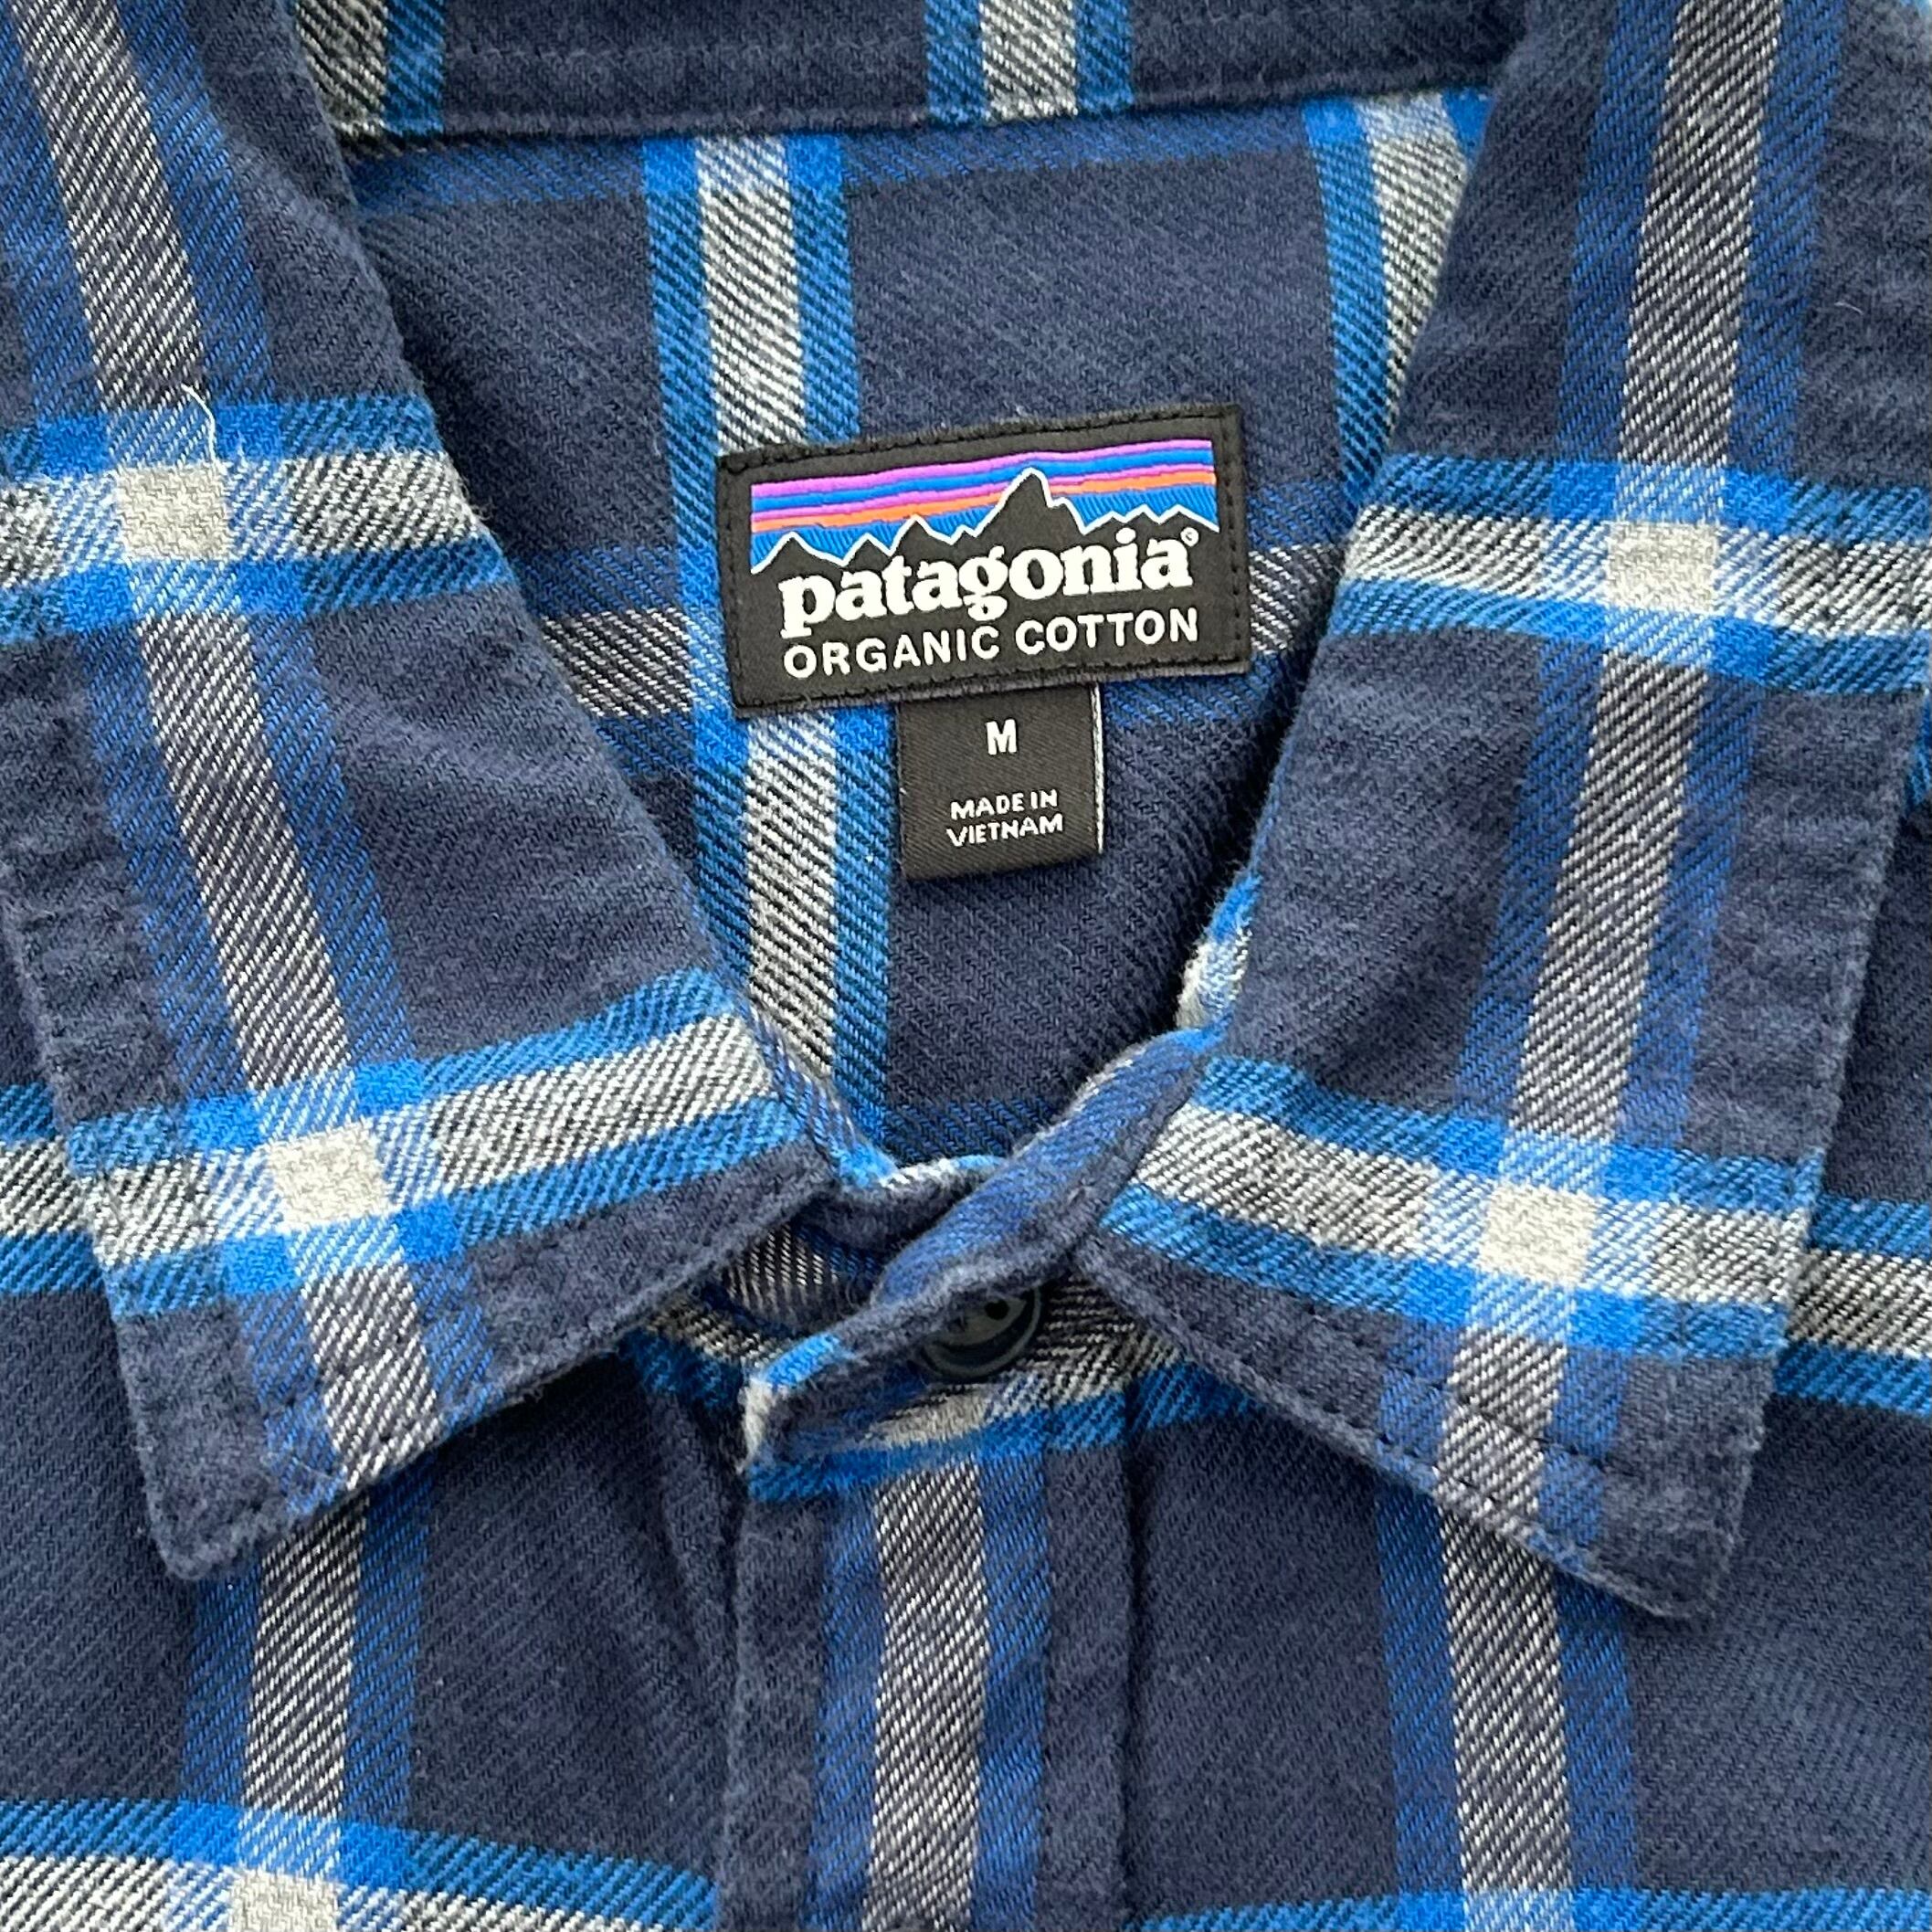 patagonia®
ORGANIC COTTON
M
MADE IN
VIETNAM